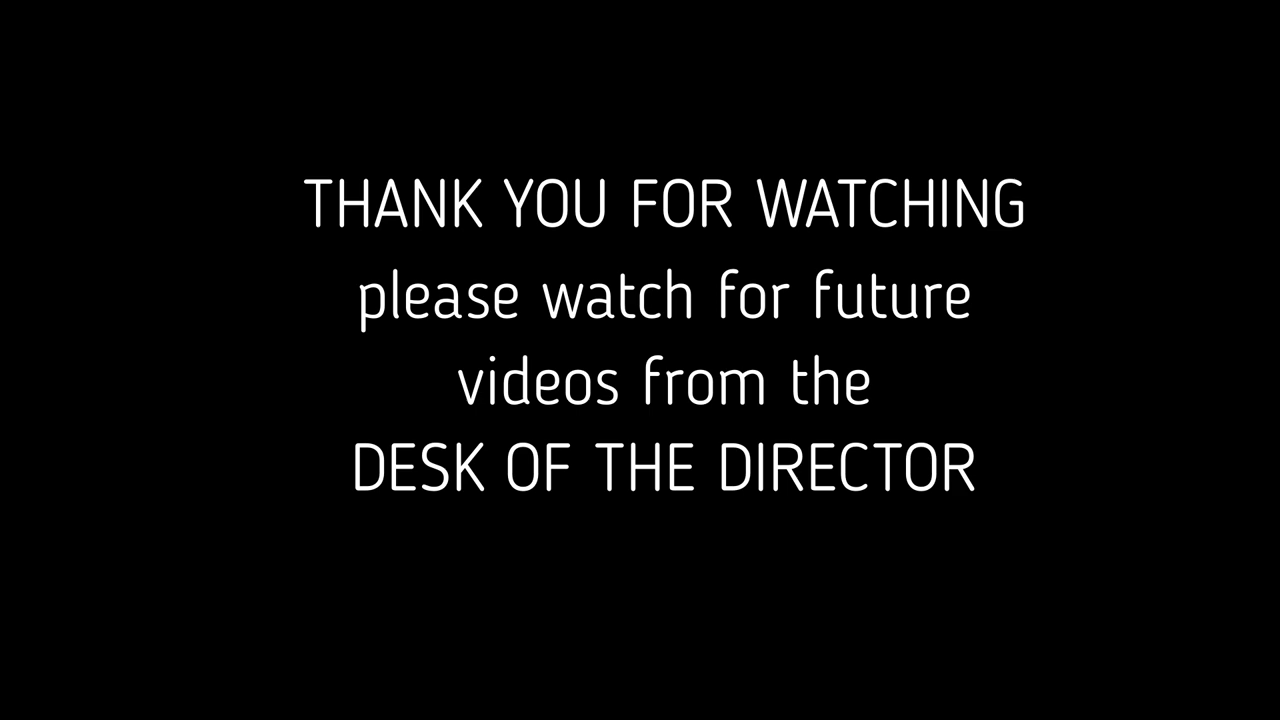 THANK YOU FOR WATCHING
please watch for future
videos from the
DESK OF THE DIRECTOR